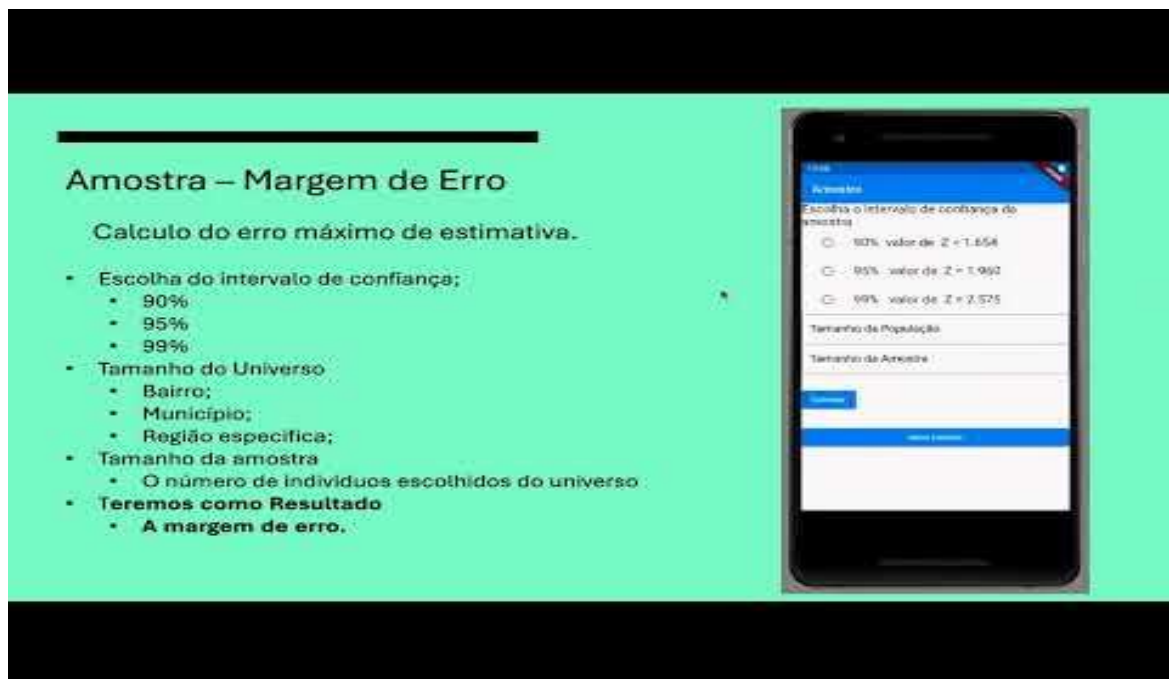 Amostra – Margem de Erro
Calculo do erro máximo de estimativa.
• Escolha do intervalo de confiança;
• 90%
• 95%
• 99%
• Tamanho do Universo
• Bairro;
• Município;
• Região especifica;
• Tamanho da amostra
• O número de individuos escolhidos do universo
• Teremos como Resultado
• A margem de erro.
Amostra
Escolha o intervalo de confiança da
amostra
90% valor de Z = 1.654
95% valor de Z = 1.960
99% valor de Z = 2.575
Tamanho da População
Tamanho da Amostra